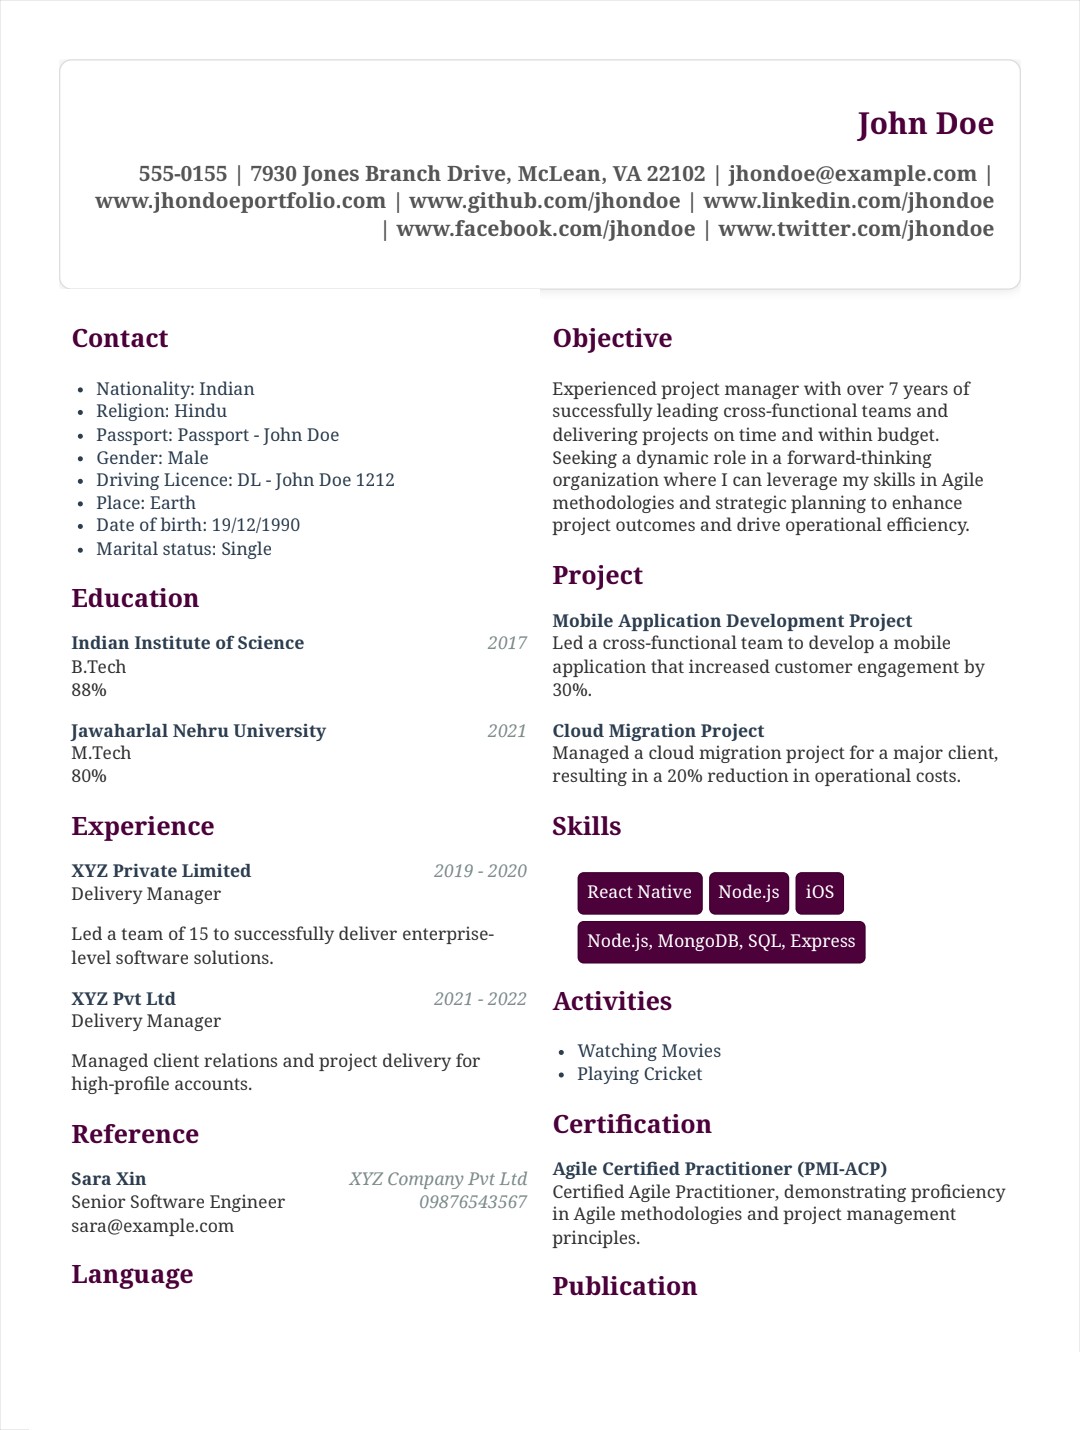 John Doe
555-0155 | 7930 Jones Branch Drive, McLean, VA 22102 | jhondoe@example.com |
www.jhondoeportfolio.com | www.github.com/jhondoe | www.linkedin.com/jhondoe
| www.facebook.com/jhondoe | www.twitter.com/jhondoe
Contact
Nationality: Indian
Religion: Hindu
Passport: Passport - John Doe
Gender: Male
Driving Licence: DL - John Doe 1212
Place: Earth
Date of birth: 19/12/1990
Marital status: Single
Education
Indian Institute of Science 2017
B.Tech
88%
Jawaharlal Nehru University 2021
M.Tech
80%
Experience
XYZ Private Limited 2019 - 2020
Delivery Manager
Led a team of 15 to successfully deliver enterprise-
level software solutions.
XYZ Pvt Ltd 2021 - 2022
Delivery Manager
Managed client relations and project delivery for
high-profile accounts.
Reference
Sara Xin XYZ Company Pvt Ltd
Senior Software Engineer 09876543567
sara@example.com
Language
Objective
Experienced project manager with over 7 years of
successfully leading cross-functional teams and
delivering projects on time and within budget.
Seeking a dynamic role in a forward-thinking
organization where I can leverage my skills in Agile
methodologies and strategic planning to enhance
project outcomes and drive operational efficiency.
Project
Mobile Application Development Project
Led a cross-functional team to develop a mobile
application that increased customer engagement by
30%.
Cloud Migration Project
Managed a cloud migration project for a major client,
resulting in a 20% reduction in operational costs.
Skills
React Native Node.js iOS
Node.js, MongoDB, SQL, Express
Activities
Watching Movies
Playing Cricket
Certification
Agile Certified Practitioner (PMI-ACP)
Certified Agile Practitioner, demonstrating proficiency
in Agile methodologies and project management
principles.
Publication